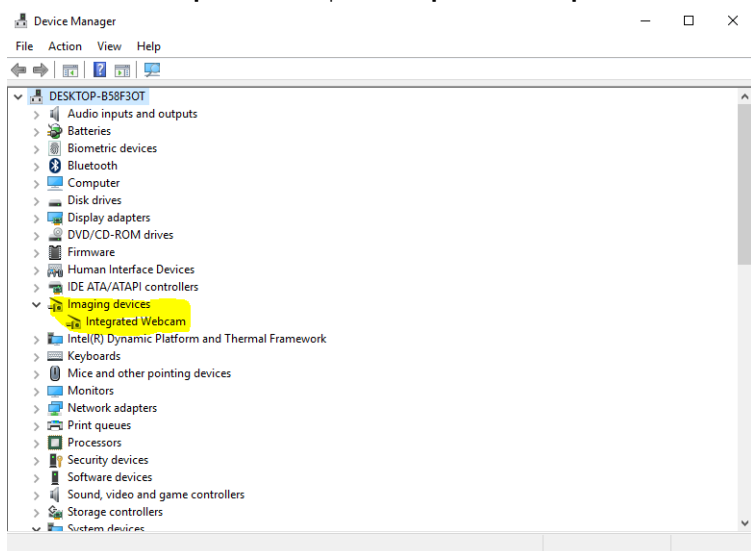 Device Manager
File Action View Help
DESKTOP-B58F3OT
Audio inputs and outputs
Batteries
Biometric devices
Bluetooth
Computer
Disk drives
Display adapters
DVD/CD-ROM drives
Firmware
Human Interface Devices
IDE ATA/ATAPI controllers
Imaging devices
Integrated Webcam
Intel(R) Dynamic Platform and Thermal Framework
Keyboards
Mice and other pointing devices
Monitors
Network adapters
Print queues
Processors
Security devices
Software devices
Sound, video and game controllers
Storage controllers
System devices